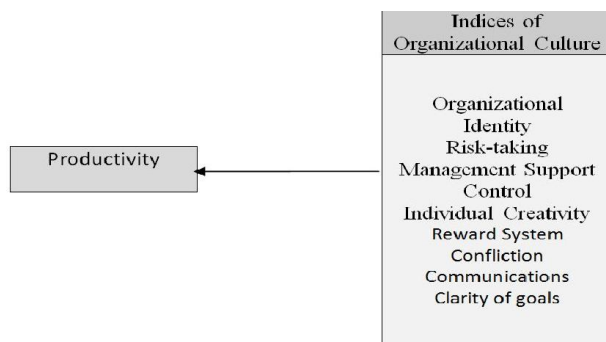 Indices of
Organizational Culture
Organizational
Identity
Risk-taking
Management Support
Control
Individual Creativity
Reward System
Confliction
Communications
Clarity of goals
Productivity